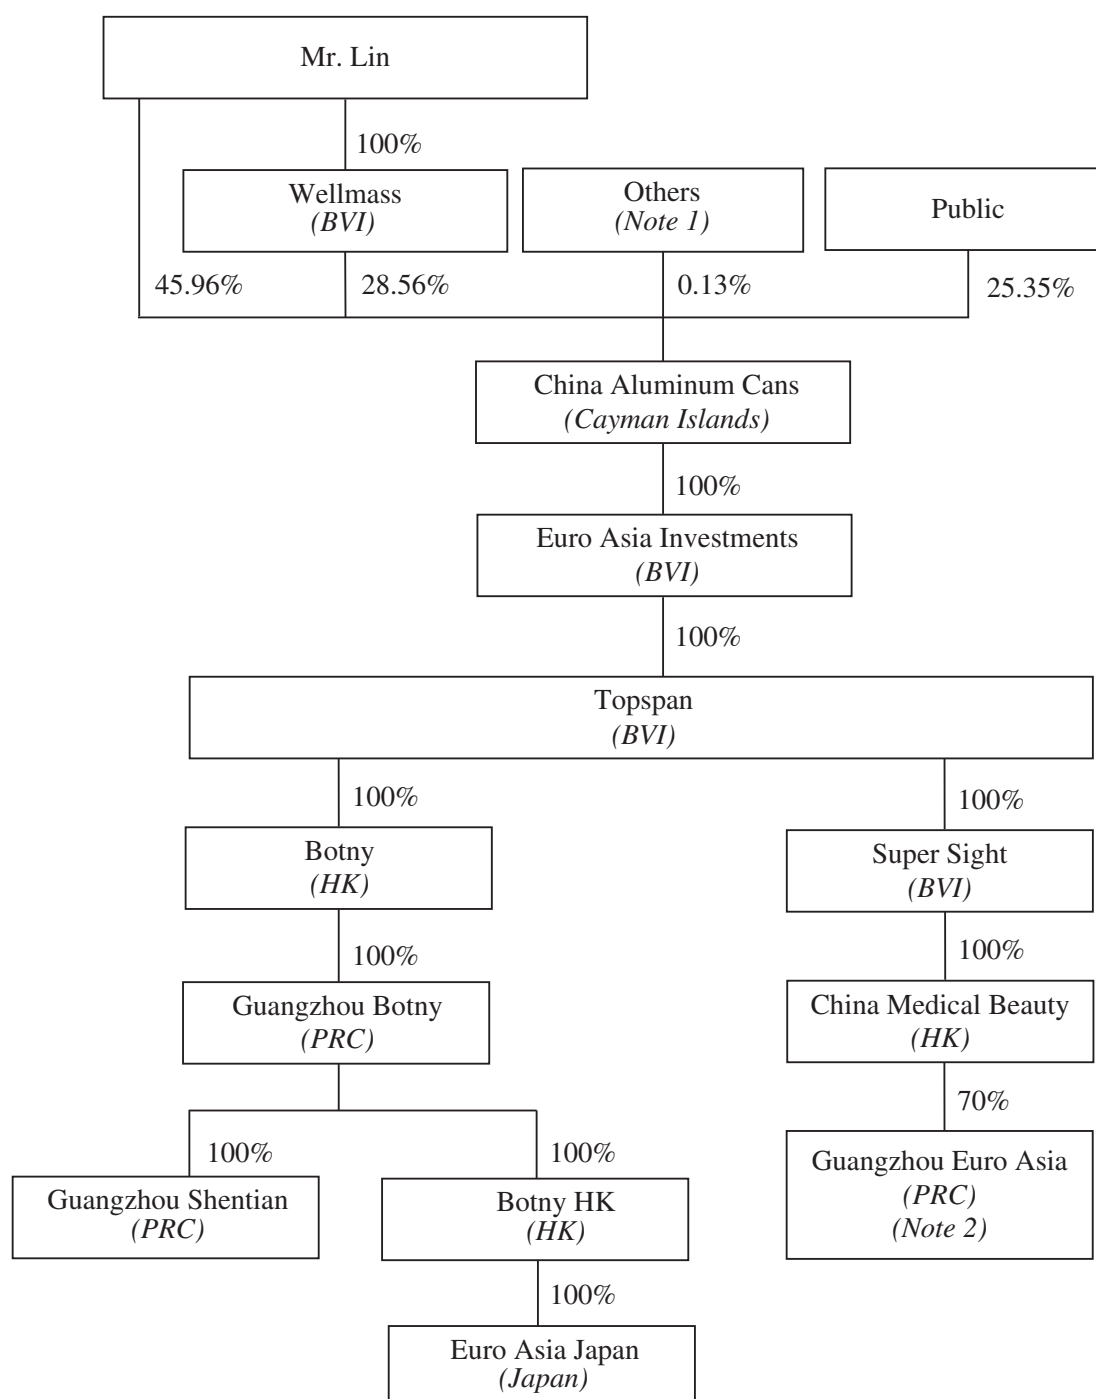 Mr. Lin
100%
Wellmass
(BVI)
Others
(Note 1)
Public
45.96%
28.56%
0.13%
25.35%
China Aluminum Cans
(Cayman Islands)
100%
Euro Asia Investments
(BVI)
100%
Topspan
(BVI)
100%
100%
Botny
(HK)
Super Sight
(BVI)
100%
100%
Guangzhou Botny
(PRC)
China Medical Beauty
(HK)
70%
100%
100%
Guangzhou Shentian
(PRC)
Botny HK
(HK)
Guangzhou Euro Asia
(PRC)
(Note 2)
100%
Euro Asia Japan
(Japan)